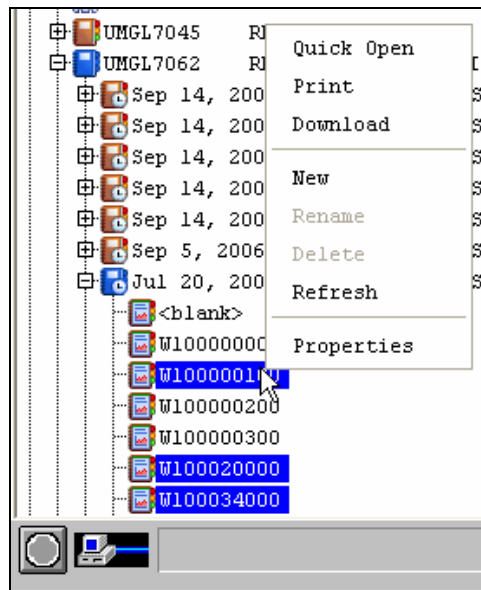 UMGL7045 RI
UMGL7062 RI
Sep 14, 200 S
Sep 14, 200 S
Sep 14, 200 S
Sep 14, 200 S
Sep 14, 200 S
Sep 5, 2006 S
Jul 20, 200 S
<blank>
W10000000
W100000100
W100000200
W100000300
W100020000
W100034000
Quick Open
Print
Download
New
Rename
Delete
Refresh
Properties